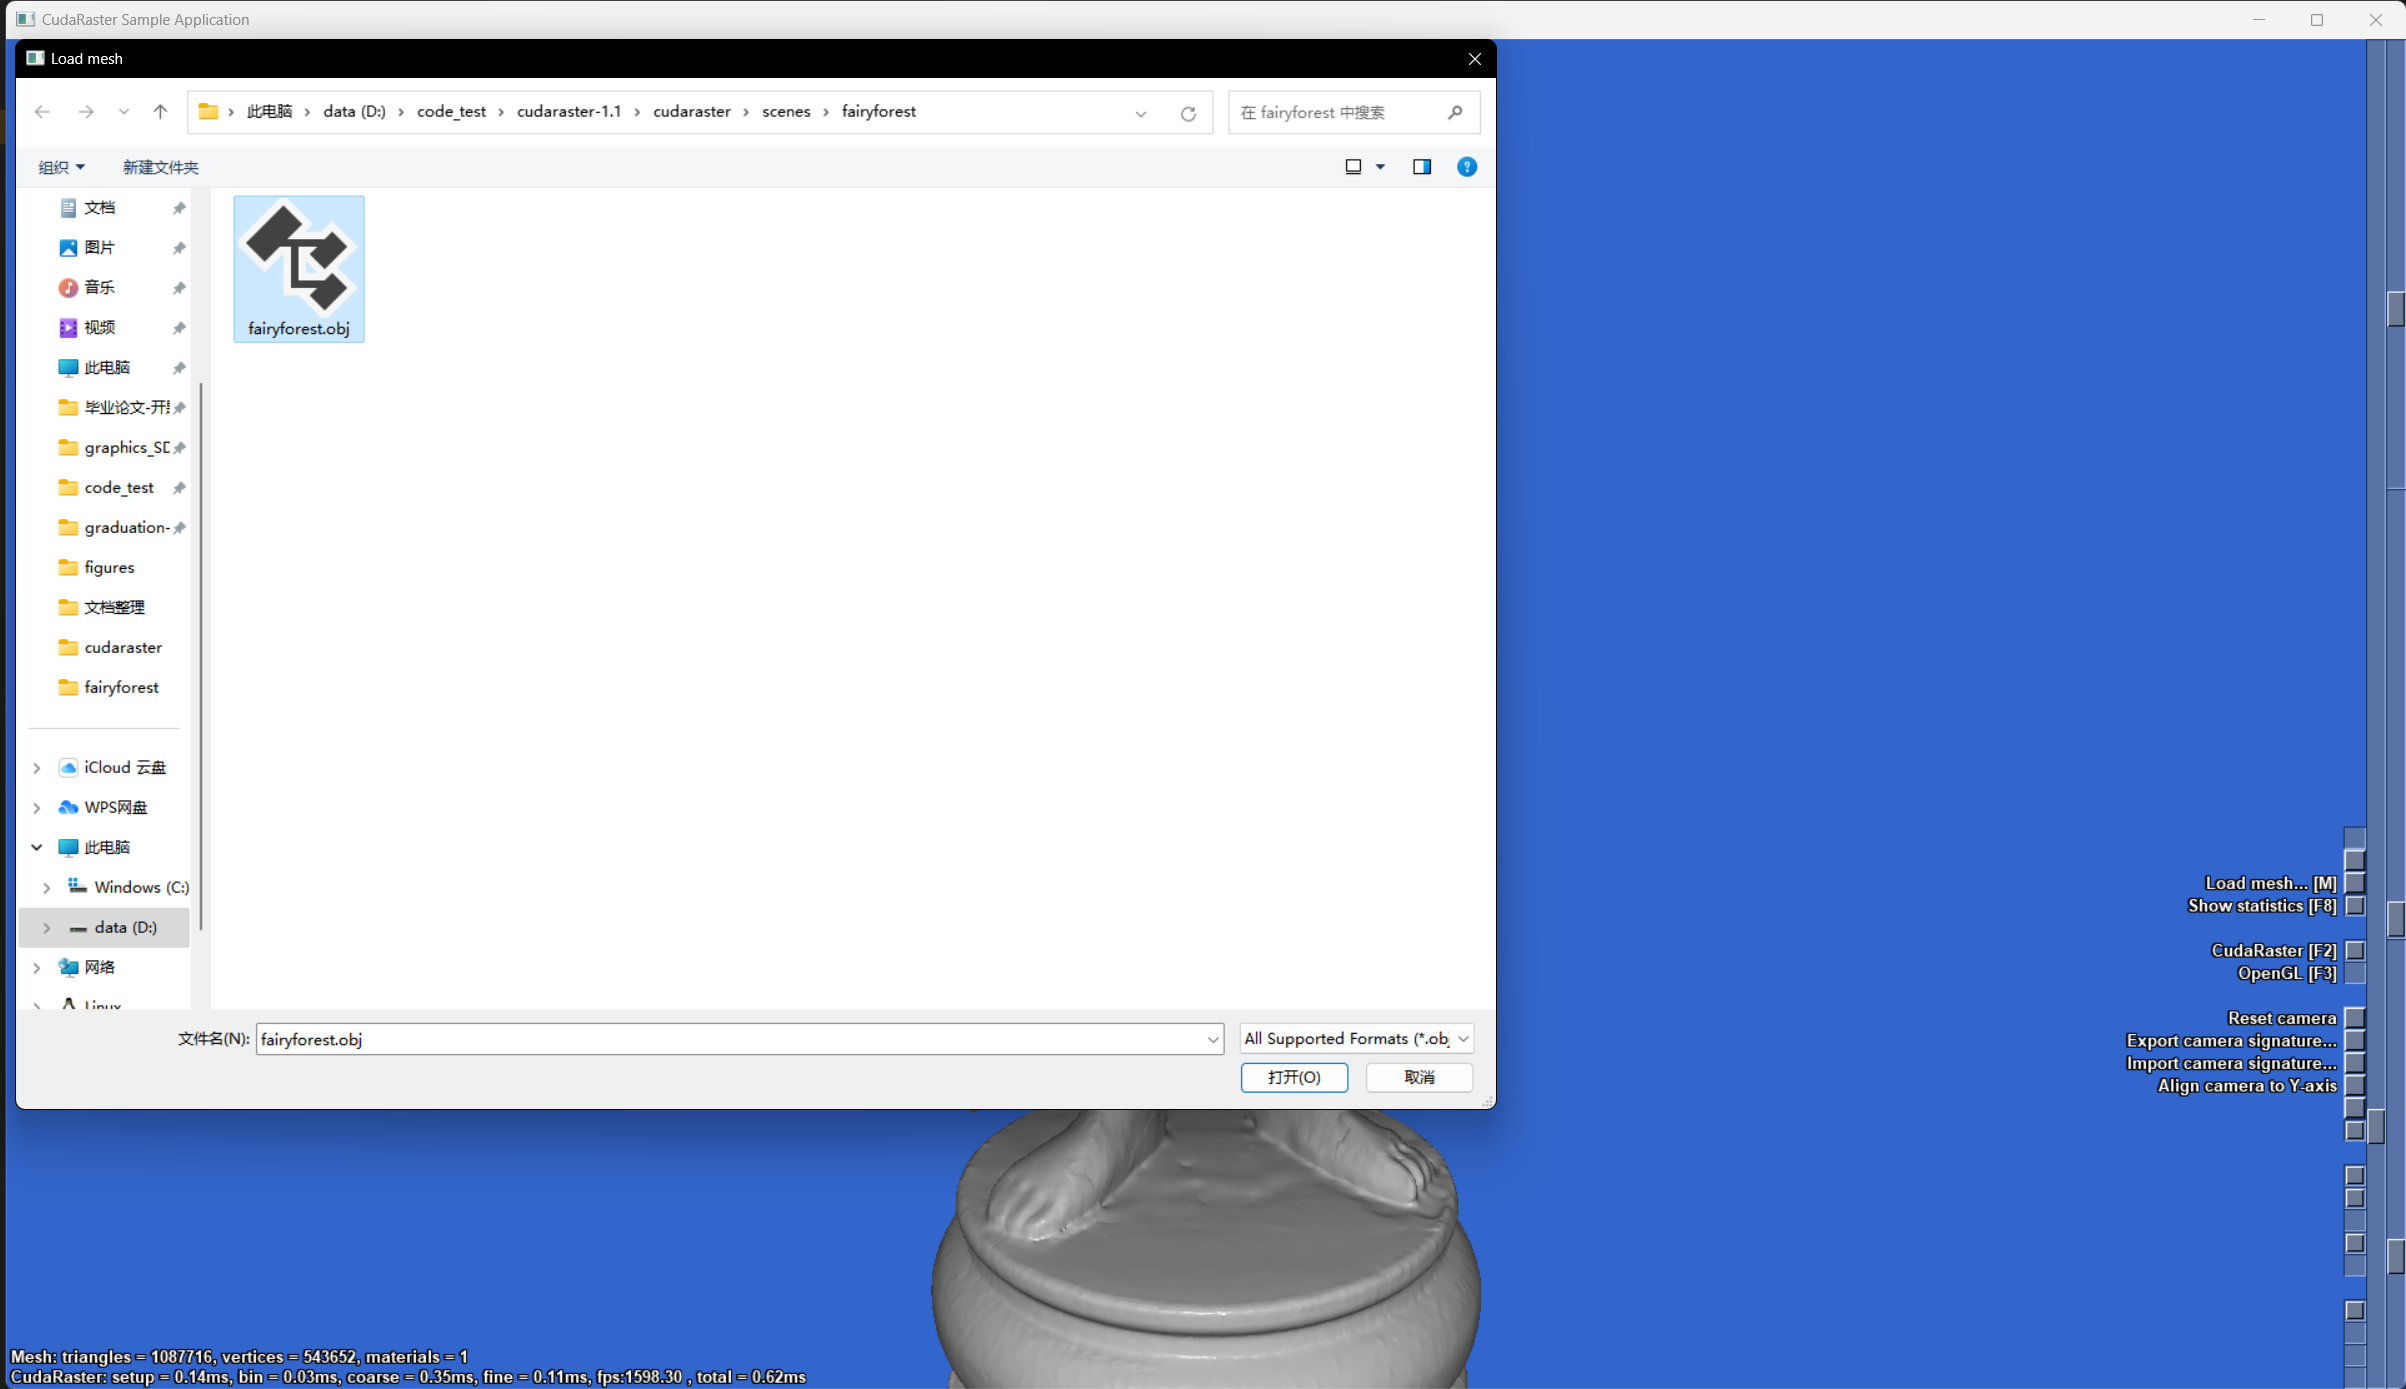 CudaRaster Sample Application
Load mesh
此电脑 data (D:) code_test cudaraster-1.1 cudaraster scenes fairyforest
在 fairyforest 中搜索
组织 新建文件夹
文档
图片
音乐
视频
此电脑
毕业论文-开
graphics_SD
code_test
graduation-
figures
文档整理
cudaraster
fairyforest
iCloud 云盘
WPS网盘
此电脑
Windows (C:)
data (D:)
网络
Linux
fairyforest.obj
文件名(N): fairyforest.obj
All Supported Formats (*.obj
打开(O) 取消
Load mesh... [M]
Show statistics [F8]
CudaRaster [F2]
OpenGL [F3]
Reset camera
Export camera signature...
Import camera signature...
Align camera to Y-axis
Mesh: triangles = 1087716, vertices = 543652, materials = 1
CudaRaster: setup = 0.14ms, bin = 0.03ms, coarse = 0.35ms, fine = 0.11ms, fps:1598.30 , total = 0.62ms